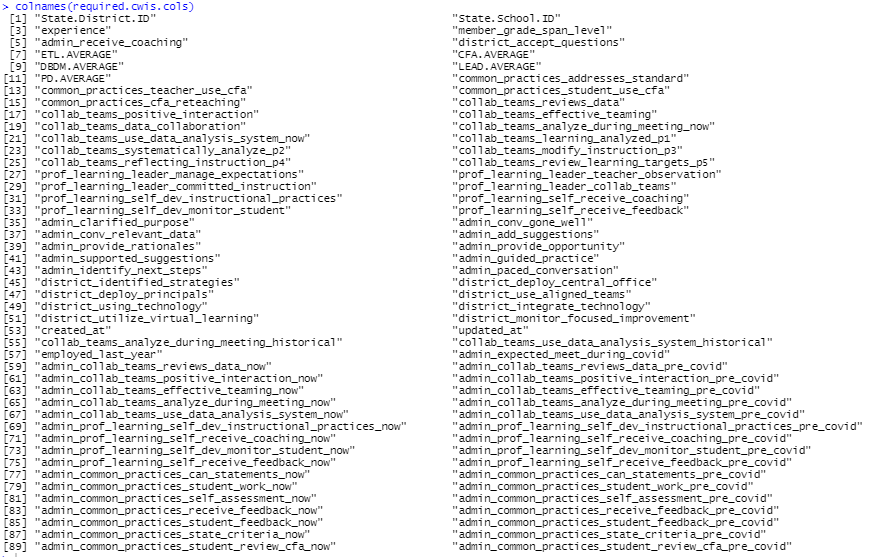 > colnames(required.cwis.cols)
[1] "State.District.ID" "State.School.ID"
[3] "experience" "member_grade_span_level"
[5] "admin_receive_coaching" "district_accept_questions"
[7] "ETL.AVERAGE" "CFA.AVERAGE"
[9] "DBDM.AVERAGE" "LEAD.AVERAGE"
[11] "PD.AVERAGE" "common_practices_addresses_standard"
[13] "common_practices_teacher_use_cfa" "common_practices_student_use_cfa"
[15] "common_practices_cfa_reteaching" "collab_teams_reviews_data"
[17] "collab_teams_positive_interaction" "collab_teams_effective_teaming"
[19] "collab_teams_data_collaboration" "collab_teams_analyze_during_meeting_now"
[21] "collab_teams_use_data_analysis_system_now" "collab_teams_learning_analyzed_p1"
[23] "collab_teams_systematically_analyze_p2" "collab_teams_modify_instruction_p3"
[25] "collab_teams_reflecting_instruction_p4" "collab_teams_review_learning_targets_p5"
[27] "prof_learning_leader_manage_expectations" "prof_learning_leader_teacher_observation"
[29] "prof_learning_leader_committed_instruction" "prof_learning_leader_collab_teams"
[31] "prof_learning_self_dev_instructional_practices" "prof_learning_self_receive_coaching"
[33] "prof_learning_self_dev_monitor_student" "prof_learning_self_receive_feedback"
[35] "admin_clarified_purpose" "admin_conv_gone_well"
[37] "admin_conv_relevant_data" "admin_add_suggestions"
[39] "admin_provide_rationales" "admin_provide_opportunity"
[41] "admin_supported_suggestions" "admin_guided_practice"
[43] "admin_identify_next_steps" "admin_paced_conversation"
[45] "district_identified_strategies" "district_deploy_central_office"
[47] "district_deploy_principals" "district_use_aligned_teams"
[49] "district_using_technology" "district_integrate_technology"
[51] "district_utilize_virtual_learning" "district_monitor_focused_improvement"
[53] "created_at" "updated_at"
[55] "collab_teams_analyze_during_meeting_historical" "collab_teams_use_data_analysis_system_historical"
[57] "employed_last_year" "admin_expected_meet_during_covid"
[59] "admin_collab_teams_reviews_data_now" "admin_collab_teams_reviews_data_pre_covid"
[61] "admin_collab_teams_positive_interaction_now" "admin_collab_teams_positive_interaction_pre_covid"
[63] "admin_collab_teams_effective_teaming_now" "admin_collab_teams_effective_teaming_pre_covid"
[65] "admin_collab_teams_analyze_during_meeting_now" "admin_collab_teams_analyze_during_meeting_pre_covid"
[67] "admin_collab_teams_use_data_analysis_system_now" "admin_collab_teams_use_data_analysis_system_pre_covid"
[69] "admin_prof_learning_self_dev_instructional_practices_now" "admin_prof_learning_self_dev_instructional_practices_pre_covid"
[71] "admin_prof_learning_self_receive_coaching_now" "admin_prof_learning_self_receive_coaching_pre_covid"
[73] "admin_prof_learning_self_dev_monitor_student_now" "admin_prof_learning_self_dev_monitor_student_pre_covid"
[75] "admin_prof_learning_self_receive_feedback_now" "admin_prof_learning_self_receive_feedback_pre_covid"
[77] "admin_common_practices_can_statements_now" "admin_common_practices_can_statements_pre_covid"
[79] "admin_common_practices_student_work_now" "admin_common_practices_student_work_pre_covid"
[81] "admin_common_practices_self_assessment_now" "admin_common_practices_self_assessment_pre_covid"
[83] "admin_common_practices_receive_feedback_now" "admin_common_practices_receive_feedback_pre_covid"
[85] "admin_common_practices_student_feedback_now" "admin_common_practices_student_feedback_pre_covid"
[87] "admin_common_practices_state_criteria_now" "admin_common_practices_state_criteria_pre_covid"
[89] "admin_common_practices_student_review_cfa_now" "admin_common_practices_student_review_cfa_pre_covid"